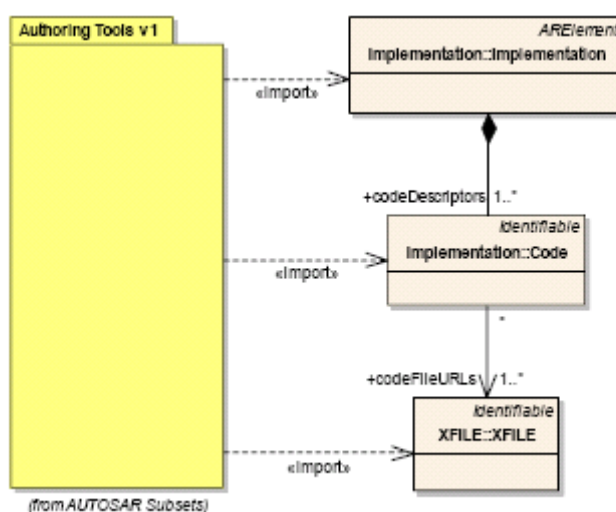 Authoring Tools v1
ARElement
Implementation::Implementation
«import»
+codeDescriptors 1..*
Identifiable
Implementation::Code
«import»
*
+codeFileURLs 1..*
Identifiable
XFILE::XFILE
«import»
(from AUTOSAR Subsets)